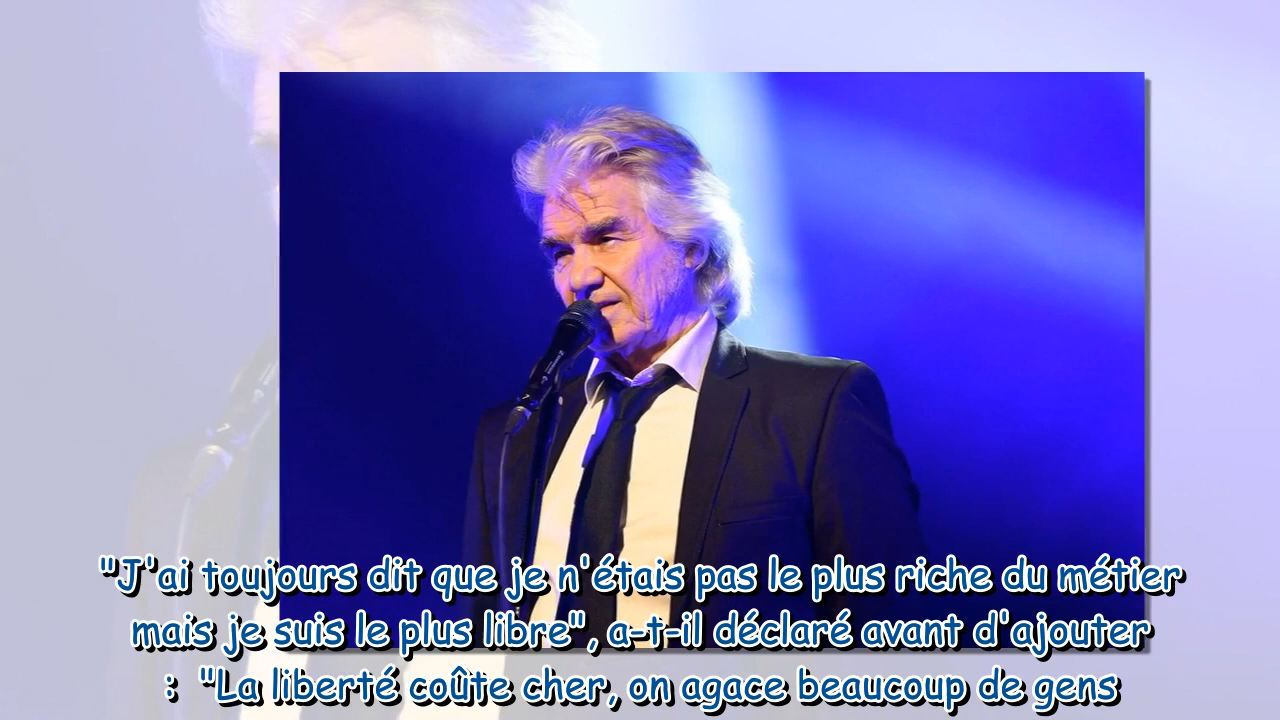 "J'ai toujours dit que je n'étais pas le plus riche du métier
mais je suis le plus libre", a-t-il déclaré avant d'ajouter
: "La liberté coûte cher, on agace beaucoup de gens